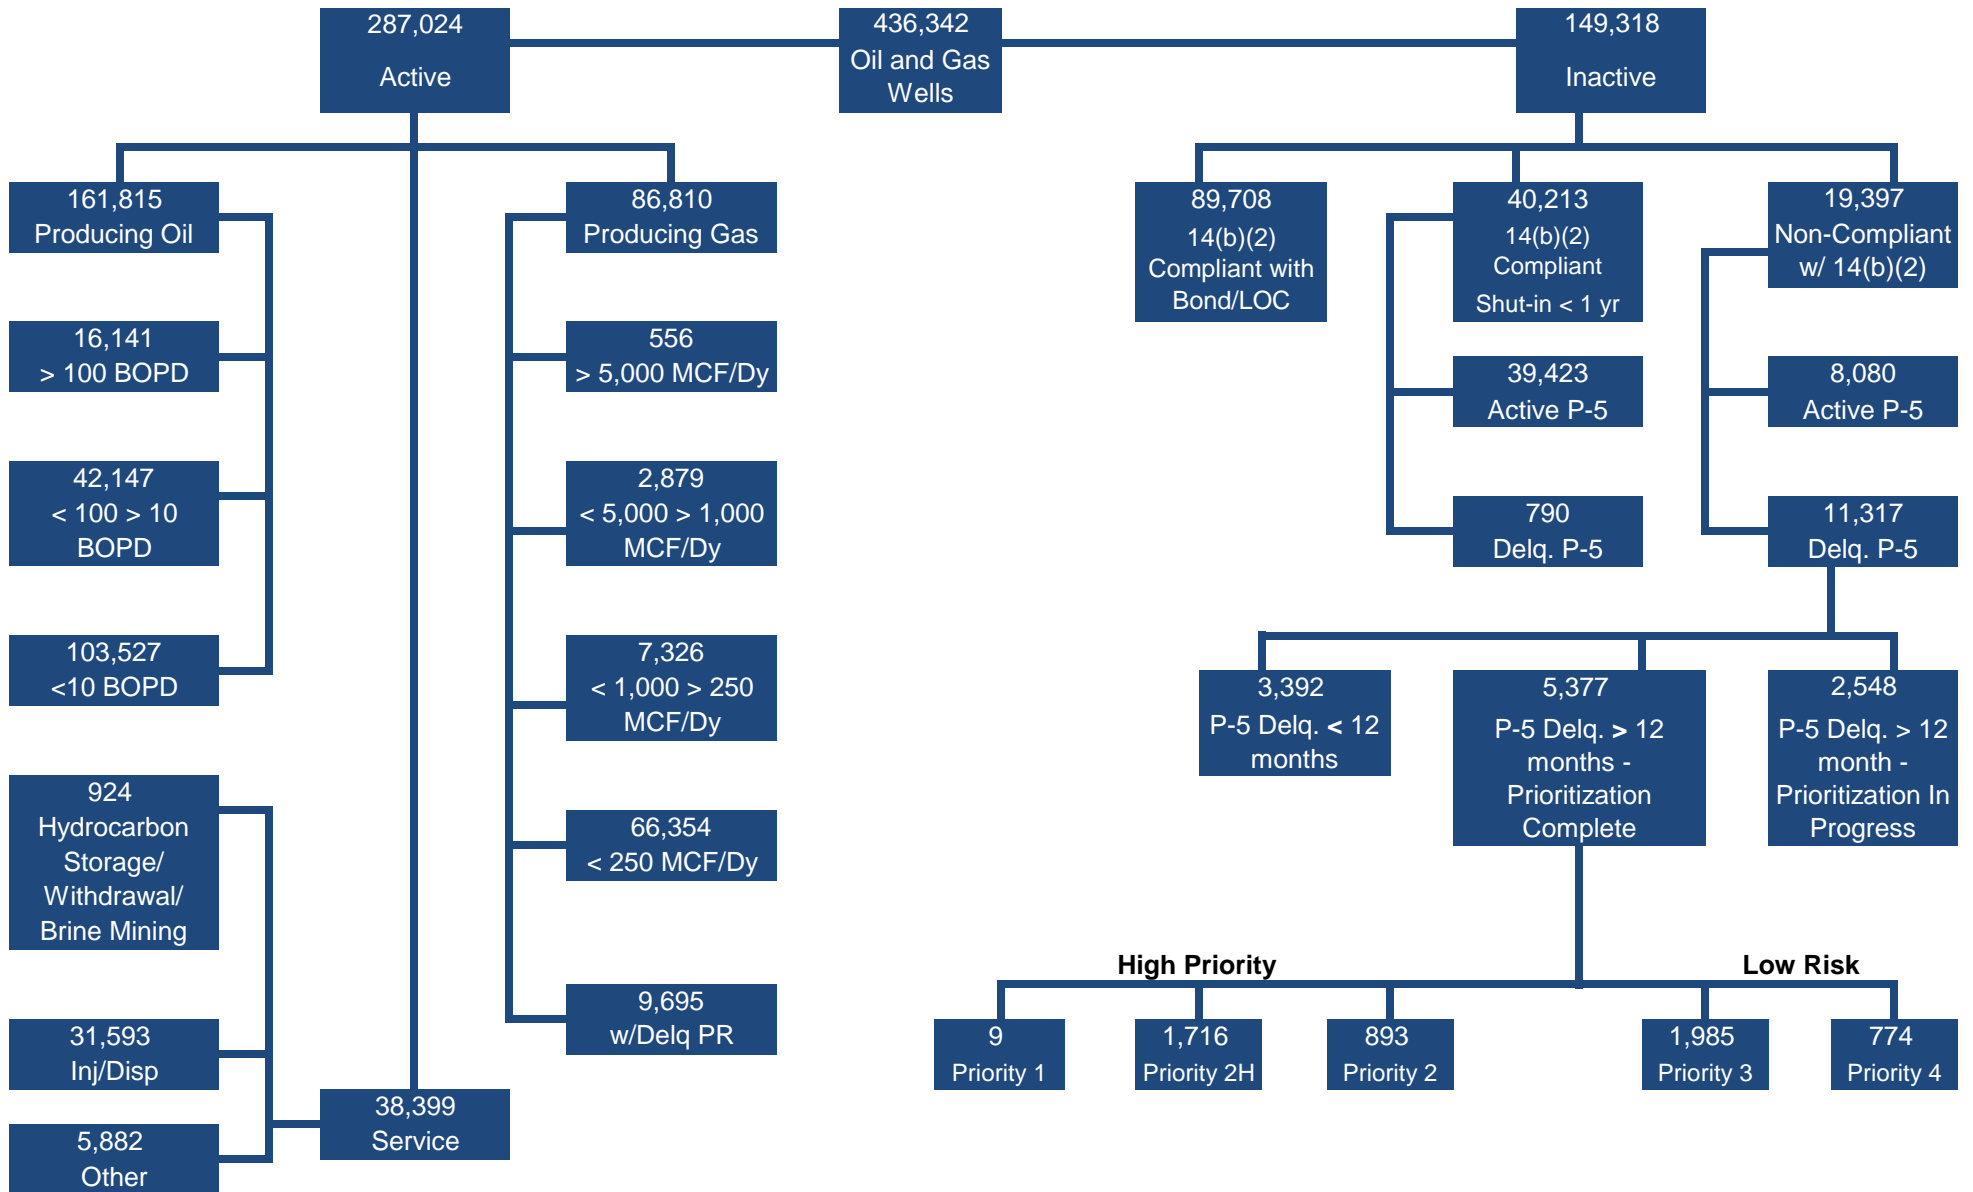 287,024
Active
436,342
Oil and Gas
Wells
149,318
Inactive
161,815
Producing Oil
16,141
> 100 BOPD
42,147
< 100 > 10
BOPD
103,527
<10 BOPD
924
Hydrocarbon
Storage/
Withdrawal/
Brine Mining
31,593
Inj/Disp
5,882
Other
38,399
Service
86,810
Producing Gas
556
> 5,000 MCF/Dy
2,879
< 5,000 > 1,000
MCF/Dy
7,326
< 1,000 > 250
MCF/Dy
66,354
< 250 MCF/Dy
9,695
w/Delq PR
89,708
14(b)(2)
Compliant with
Bond/LOC
40,213
14(b)(2)
Compliant
Shut-in < 1 yr
39,423
Active P-5
790
Delq. P-5
19,397
Non-Compliant
w/ 14(b)(2)
8,080
Active P-5
11,317
Delq. P-5
3,392
P-5 Delq. < 12
months
5,377
P-5 Delq. > 12
months -
Prioritization
Complete
2,548
P-5 Delq. > 12
month -
Prioritization In
Progress
High Priority
Low Risk
9
Priority 1
1,716
Priority 2H
893
Priority 2
1,985
Priority 3
774
Priority 4